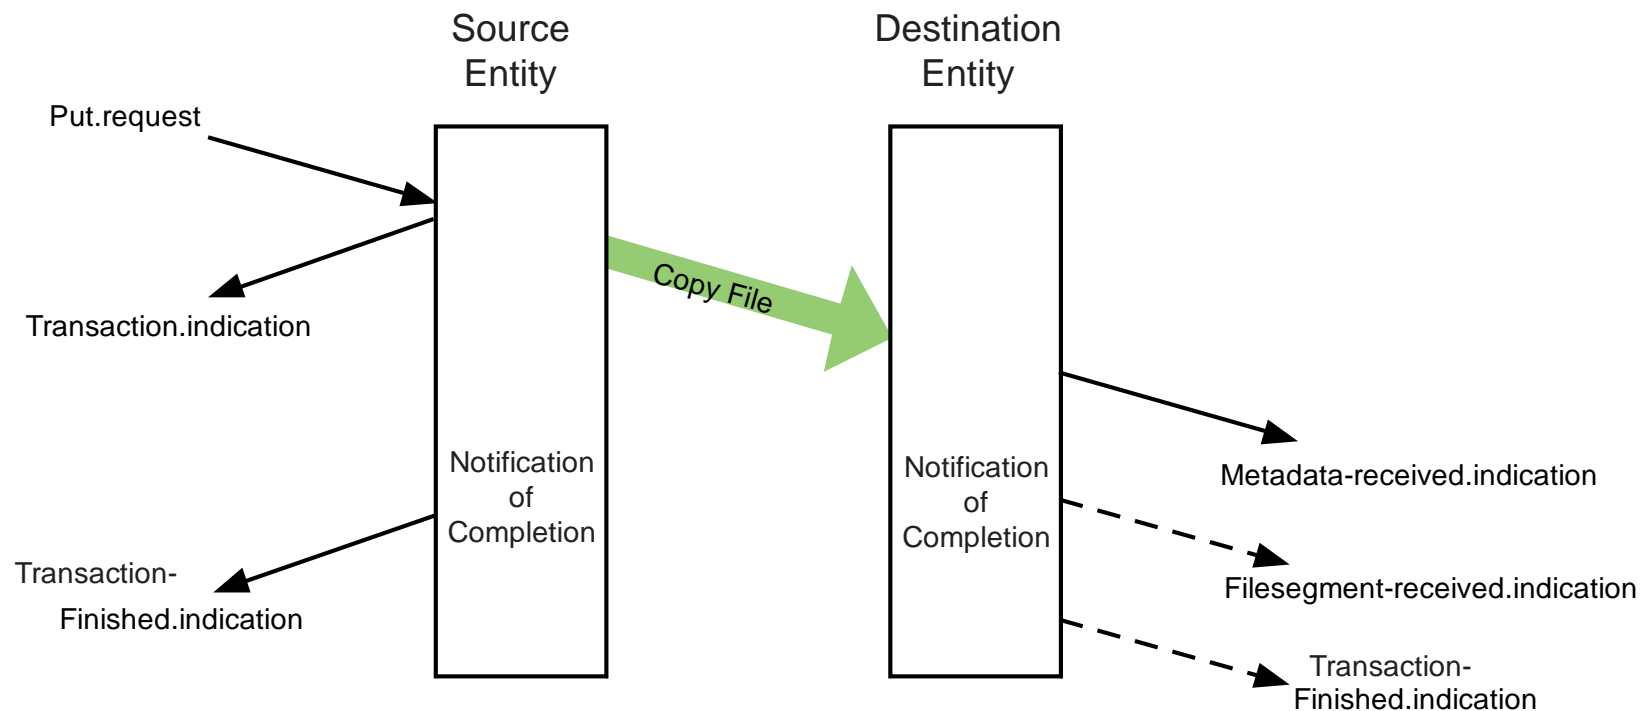 Source
Entity
Destination
Entity
Put.request
Copy File
Transaction.indication
Notification
of
Completion
Notification
of
Completion
Metadata-received.indication
Transaction-
Finished.indication
Filesegment-received.indication
Transaction-
Finished.indication